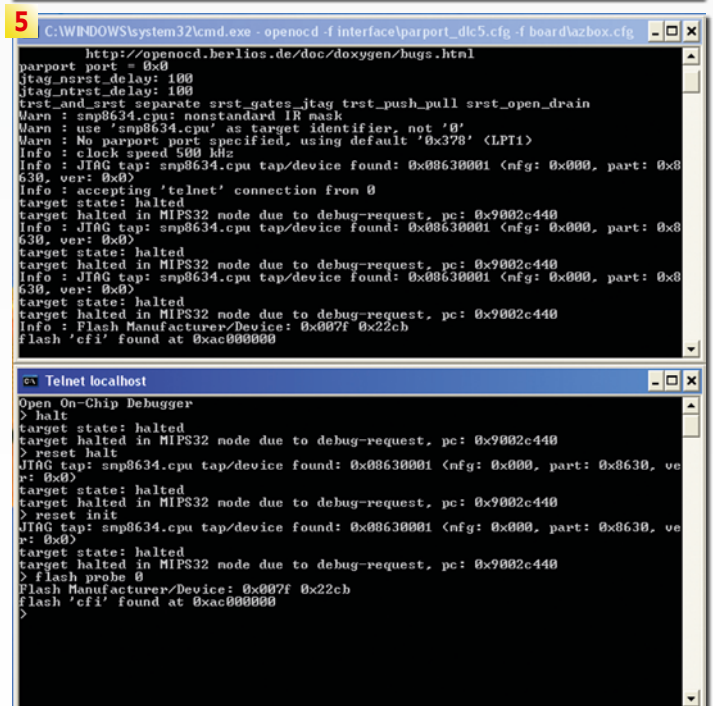 5
C:\WINDOWS\system32\cmd.exe - openocd -f interface\parport_dlc5.cfg -f board\azbox.cfg
http://openocd.berlios.de/doc/doxygen/bugs.html
parport port = 0x0
jtag_nsrst_delay: 100
jtag_ntrst_delay: 100
trst_and_srst separate srst_gates_jtag trst_push_pull srst_open_drain
Warn : smp8634.cpu: nonstandard IR mask
Warn : use 'smp8634.cpu' as target identifier, not '0'
Warn : No parport port specified, using default '0x378' (LPT1)
Info : clock speed 500 kHz
Info : JTAG tap: smp8634.cpu tap/device found: 0x08630001 (mfg: 0x000, part: 0x8
630, ver: 0x0)
Info : accepting 'telnet' connection from 0
target state: halted
target halted in MIPS32 mode due to debug-request, pc: 0x9002c440
Info : JTAG tap: smp8634.cpu tap/device found: 0x08630001 (mfg: 0x000, part: 0x8
630, ver: 0x0)
target state: halted
target halted in MIPS32 mode due to debug-request, pc: 0x9002c440
Info : JTAG tap: smp8634.cpu tap/device found: 0x08630001 (mfg: 0x000, part: 0x8
630, ver: 0x0)
target state: halted
target halted in MIPS32 mode due to debug-request, pc: 0x9002c440
Info : Flash Manufacturer/Device: 0x007f 0x22cb
flash 'cfi' found at 0xac000000
Telnet localhost
Open On-Chip Debugger
> halt
target state: halted
target halted in MIPS32 mode due to debug-request, pc: 0x9002c440
> reset halt
JTAG tap: smp8634.cpu tap/device found: 0x08630001 (mfg: 0x000, part: 0x8630, ve
r: 0x0)
target state: halted
target halted in MIPS32 mode due to debug-request, pc: 0x9002c440
> reset init
JTAG tap: smp8634.cpu tap/device found: 0x08630001 (mfg: 0x000, part: 0x8630, ve
r: 0x0)
target state: halted
target halted in MIPS32 mode due to debug-request, pc: 0x9002c440
> flash probe 0
Flash Manufacturer/Device: 0x007f 0x22cb
flash 'cfi' found at 0xac000000
>